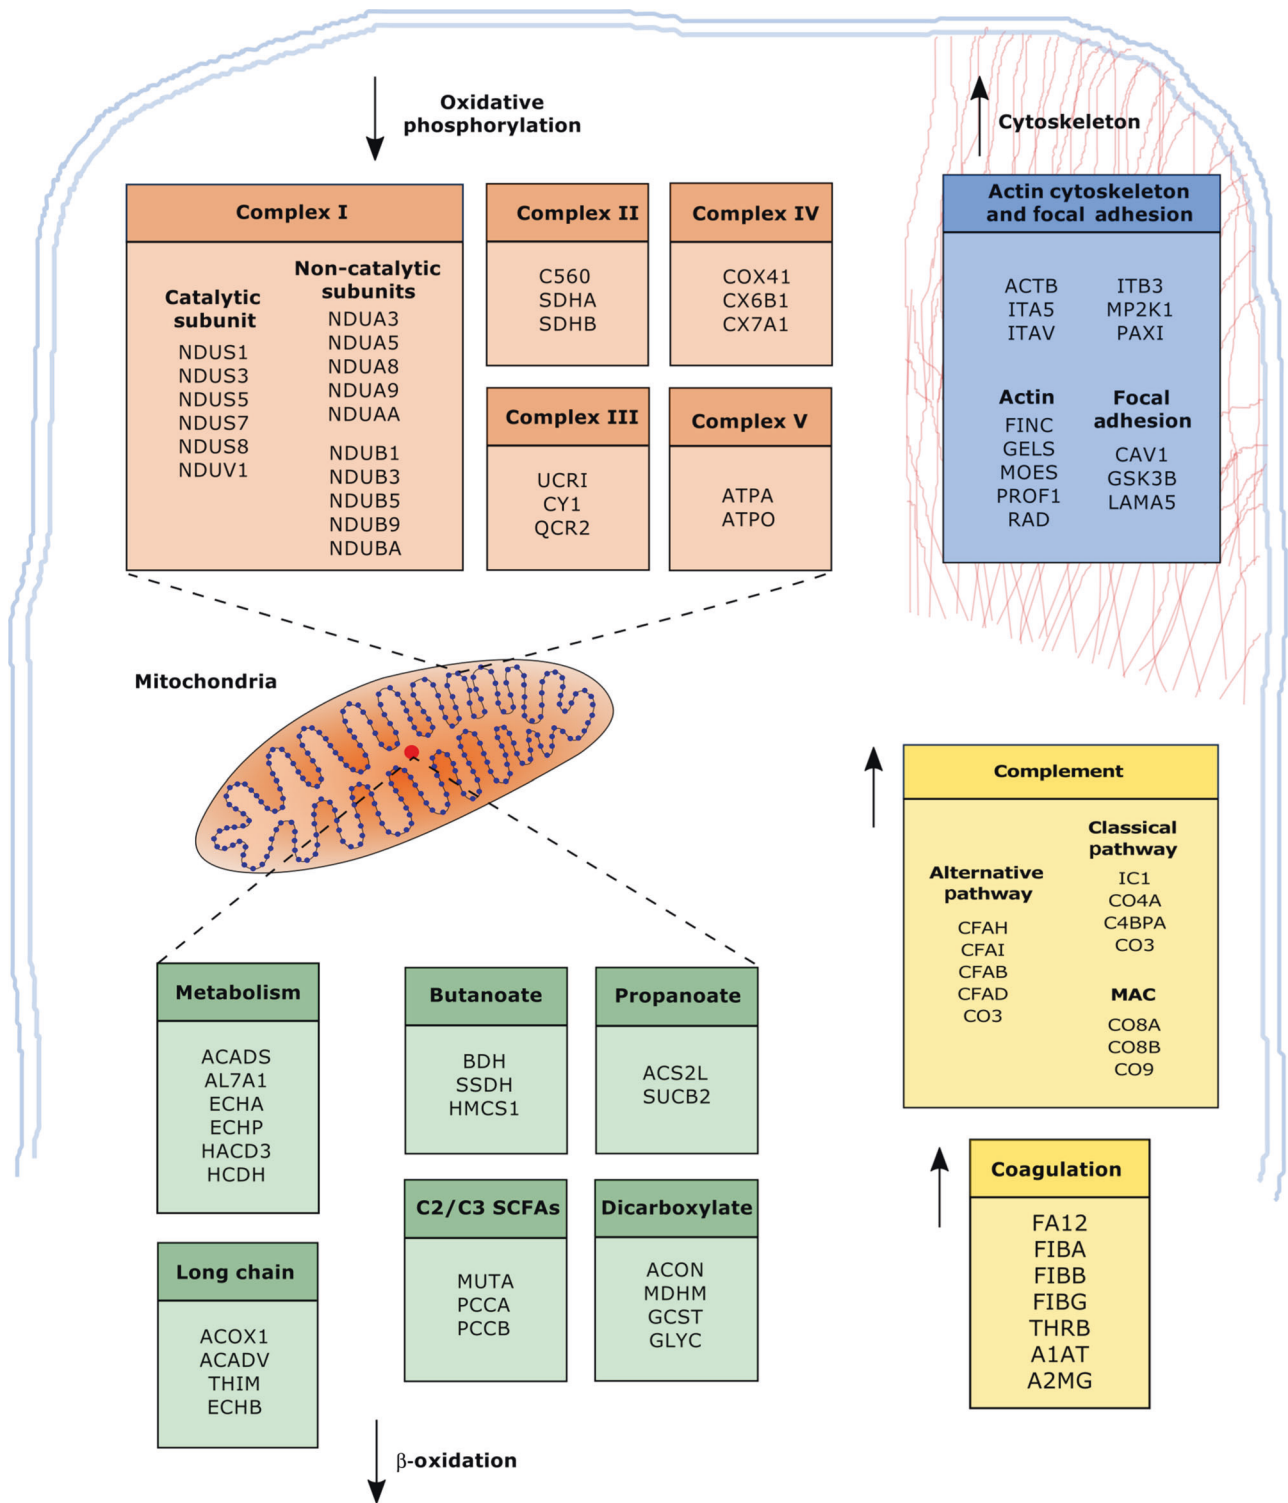 Oxidative
phosphorylation
Cytoskeleton
Complex I
Catalytic
subunit
NDUS1
NDUS3
NDUS5
NDUS7
NDUS8
NDUV1
Non-catalytic
subunits
NDUA3
NDUA5
NDUA8
NDUA9
NDUAA
NDUB1
NDUB3
NDUB5
NDUB9
NDUBA
Complex II
C560
SDHA
SDHB
Complex IV
COX41
CX6B1
CX7A1
Complex III
UCRI
CY1
QCR2
Complex V
ATPA
ATPO
Actin cytoskeleton
and focal adhesion
ACTB
ITA5
ITAV
ITB3
MP2K1
PAXI
Actin
FINC
GELS
MOES
PROF1
RAD
Focal
adhesion
CAV1
GSK3B
LAMA5
Mitochondria
Complement
Alternative
pathway
CFAH
CFAI
CFAB
CFAD
CO3
Classical
pathway
IC1
CO4A
C4BPA
CO3
MAC
CO8A
CO8B
CO9
Metabolism
ACADS
AL7A1
ECHA
ECHP
HACD3
HCDH
Butanoate
BDH
SSDH
HMCS1
Propanoate
ACS2L
SUCB2
Long chain
ACOX1
ACADV
THIM
ECHB
C2/C3 SCFAs
MUTA
PCCA
PCCB
Dicarboxylate
ACON
MDHM
GCST
GLYC
Coagulation
FA12
FIBA
FIBB
FIBG
THRB
A1AT
A2MG
β-oxidation